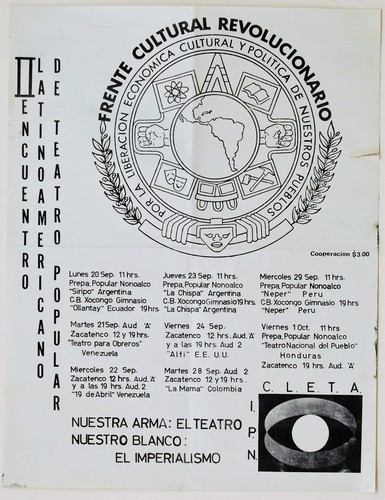 II ENCUENTRO
LATINOAMERICANO
DE TEATRO POPULAR
FRENTE CULTURAL REVOLUCIONARIO
POR LA LIBERACION ECONOMICA CULTURAL Y POLITICA DE NUESTROS PUEBLOS
Cooperacion $3.00
Lunes 20 Sep. 11 hrs.
Prepa, Popular Nonoalco
"Siripo" Argentina
C.B. Xocongo Gimnasio
"Ollantay" Ecuador 19 hrs.
Martes 21 Sep. Aud 'A'
Zacatenco 12 y 19 hrs.
"Teatro para Obreros"
Venezuela
Miercoles 22 Sep.
Zacatenco 12 hrs. Aud. 'A'
y a las 19 hrs. Aud. 2
"19 de Abril" Venezuela
Jueves 23 Sep. 11 hrs.
Prepa, Popular Nonoalco
"La Chispa" Argentina
C.B. Xocongo Gimnasio 19 hrs.
"La Chispa" Argentina
Viernes 24 Sep.
Zacatenco 12 hrs. Aud. 'A'
y a las 19 hrs. Aud. 2
"Alfi" E.E. U.U.
Martes 28 Sep. Aud 2
Zacatenco 12 y 19 hrs.
"La Mama" Colombia
Miercoles 29 Sep. 11 hrs.
Prepa, Popular Nonoalco
"Neper" Peru
C.B. Xocongo Gimnasio 19 hrs
"Neper" Peru
Viernes 1 Oct. 11 hrs.
Prepa, Popular Nonoalco
"Teatro Nacional del Pueblo"
Honduras
Zacatenco 19 hrs. Aud. 'A'
C. L. E. T. A.
I. P. N.
NUESTRA ARMA: EL TEATRO
NUESTRO BLANCO:
EL IMPERIALISMO